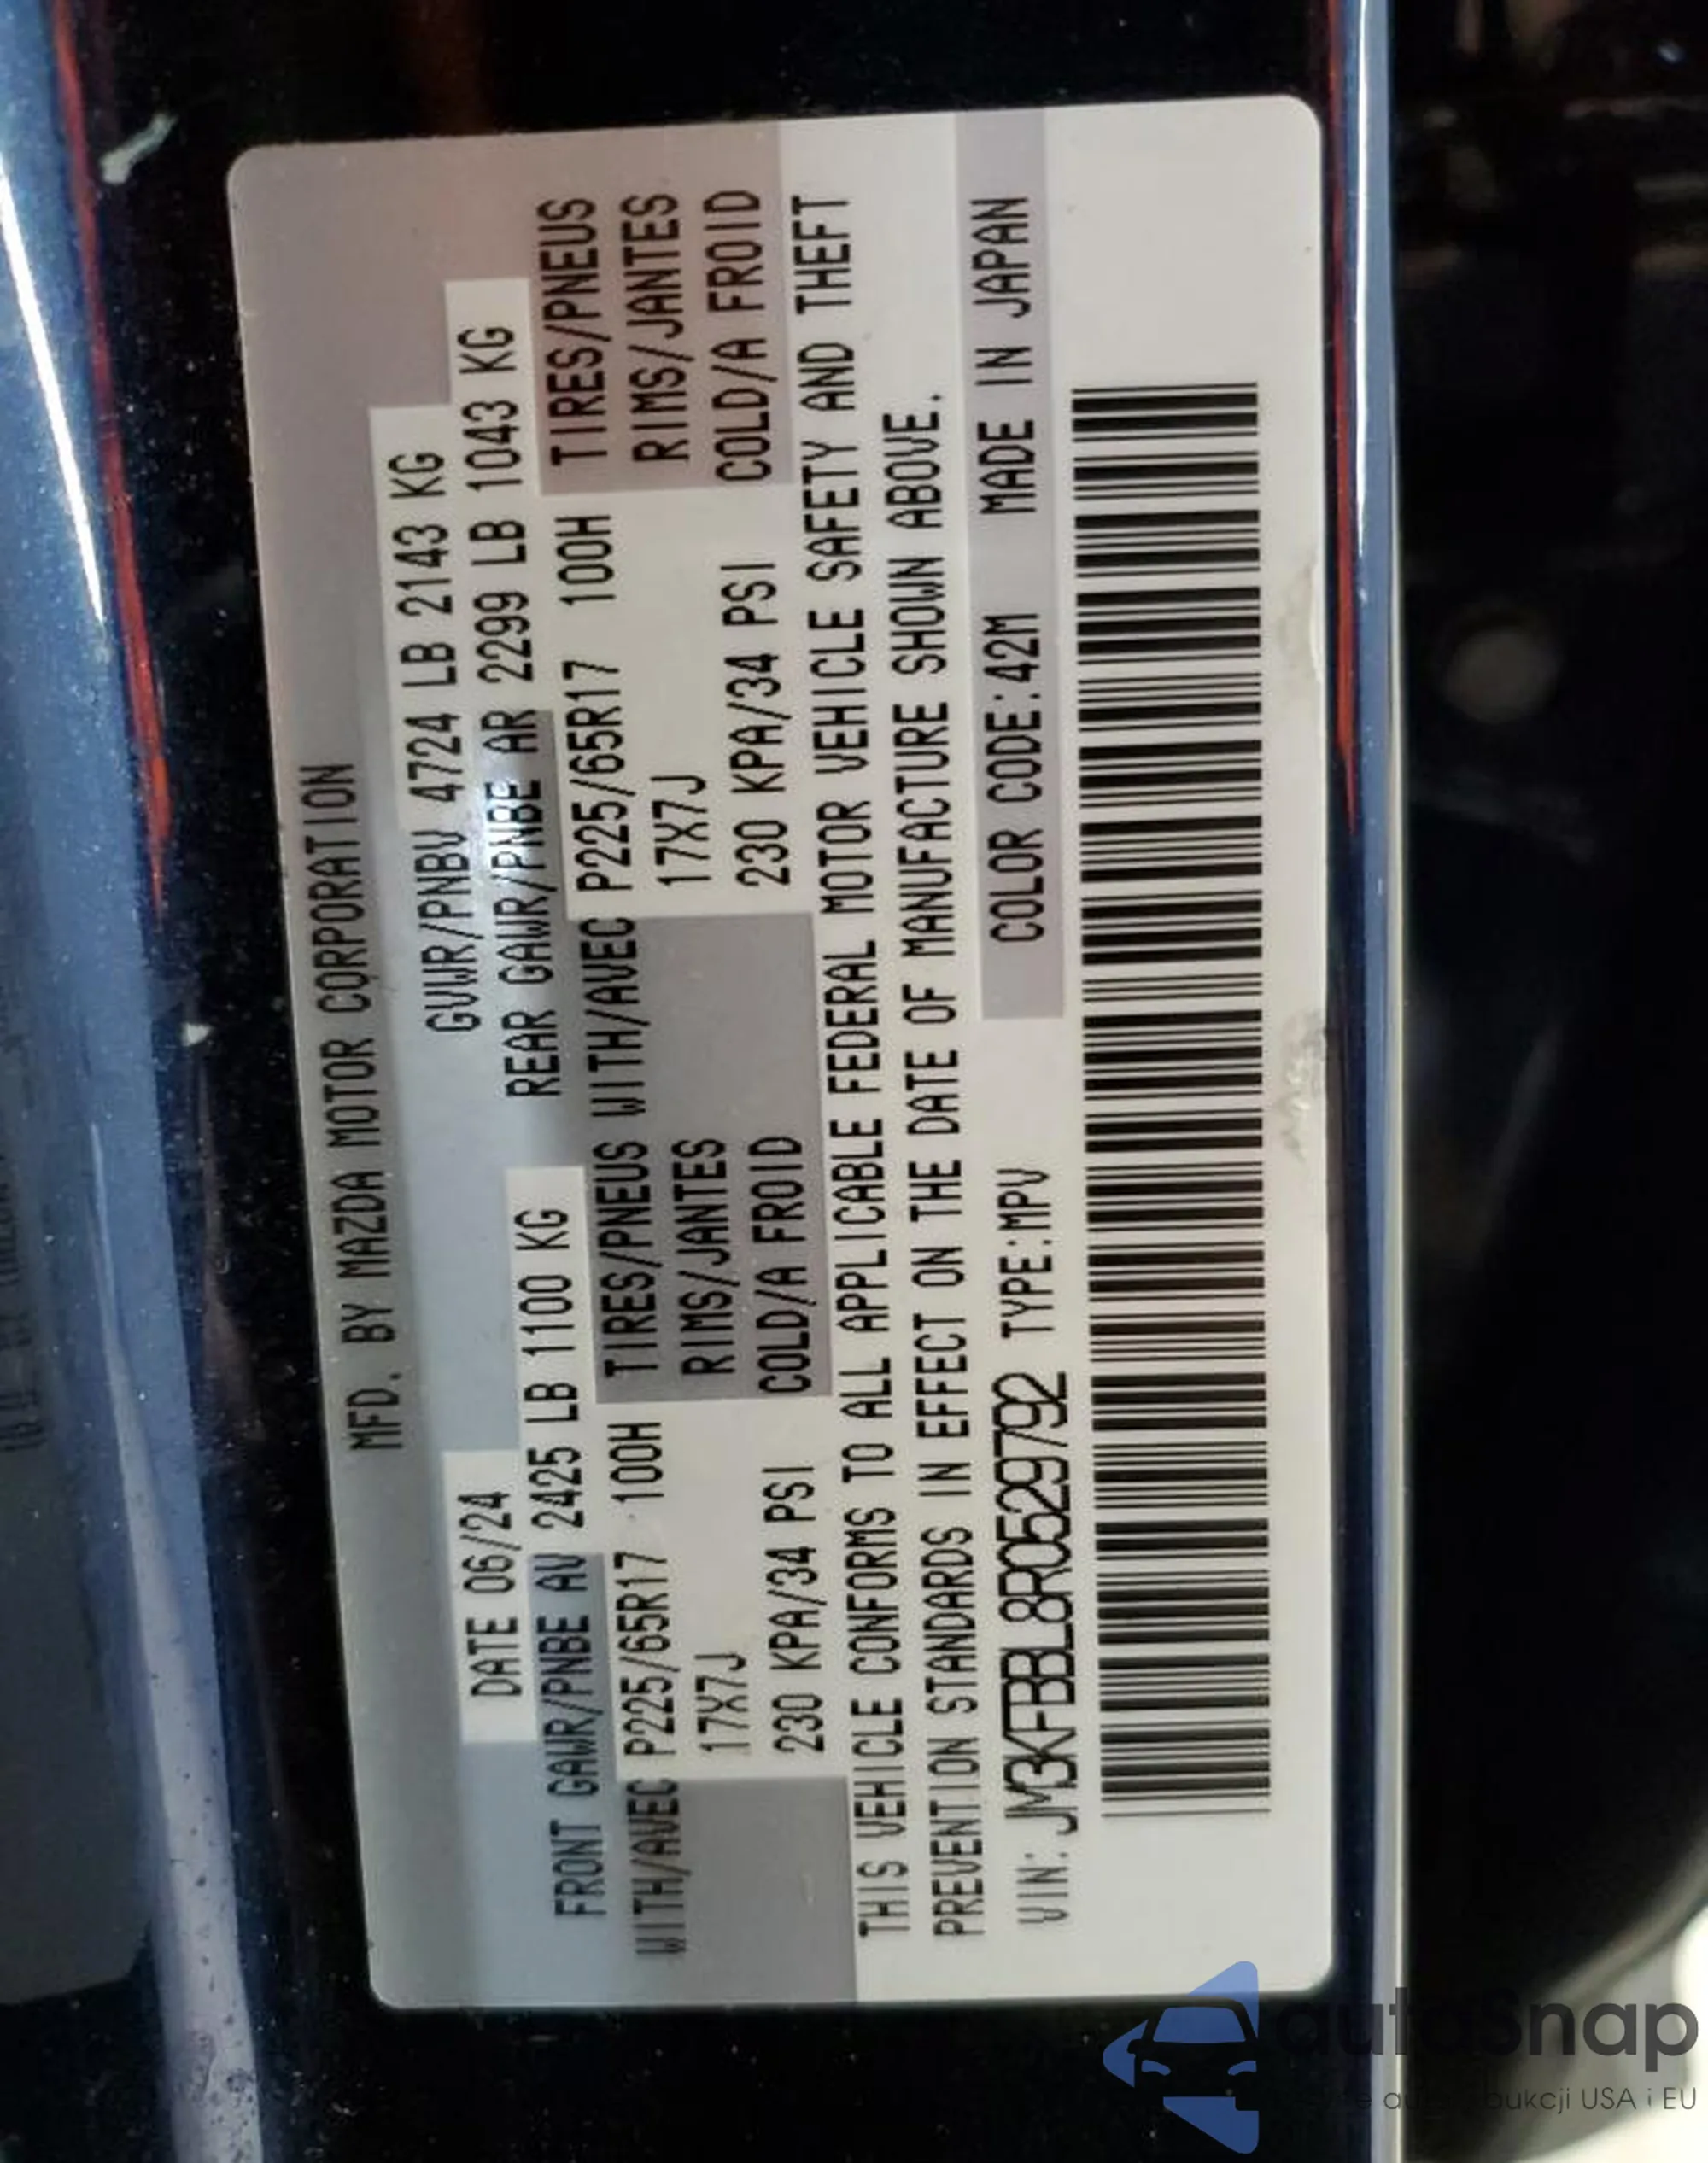 MFD. BY MAZDA MOTOR CORPORATION
DATE 06/24 GVWR/PNBV 4724 LB 2143 KG
FRONT GAWR/PNBE AV 2425 LB 1100 KG REAR GAWR/PNBE AR 2299 LB 1043 KG
WITH/AVEC P225/65R17 100H TIRES/PNEUS WITH/AVEC P225/65R17 100H TIRES/PNEUS
17X7J RIMS/JANTES 17X7J RIMS/JANTES
230 KPA/34 PSI COLD/A FROID 230 KPA/34 PSI COLD/A FROID
THIS VEHICLE CONFORMS TO ALL APPLICABLE FEDERAL MOTOR VEHICLE SAFETY AND THEFT
PREVENTION STANDARDS IN EFFECT ON THE DATE OF MANUFACTURE SHOWN ABOVE.
VIN: JM3KFBBL8R0529792 TYPE:MPV COLOR CODE:42M MADE IN JAPAN
autoSnap
aukcji USA i EU